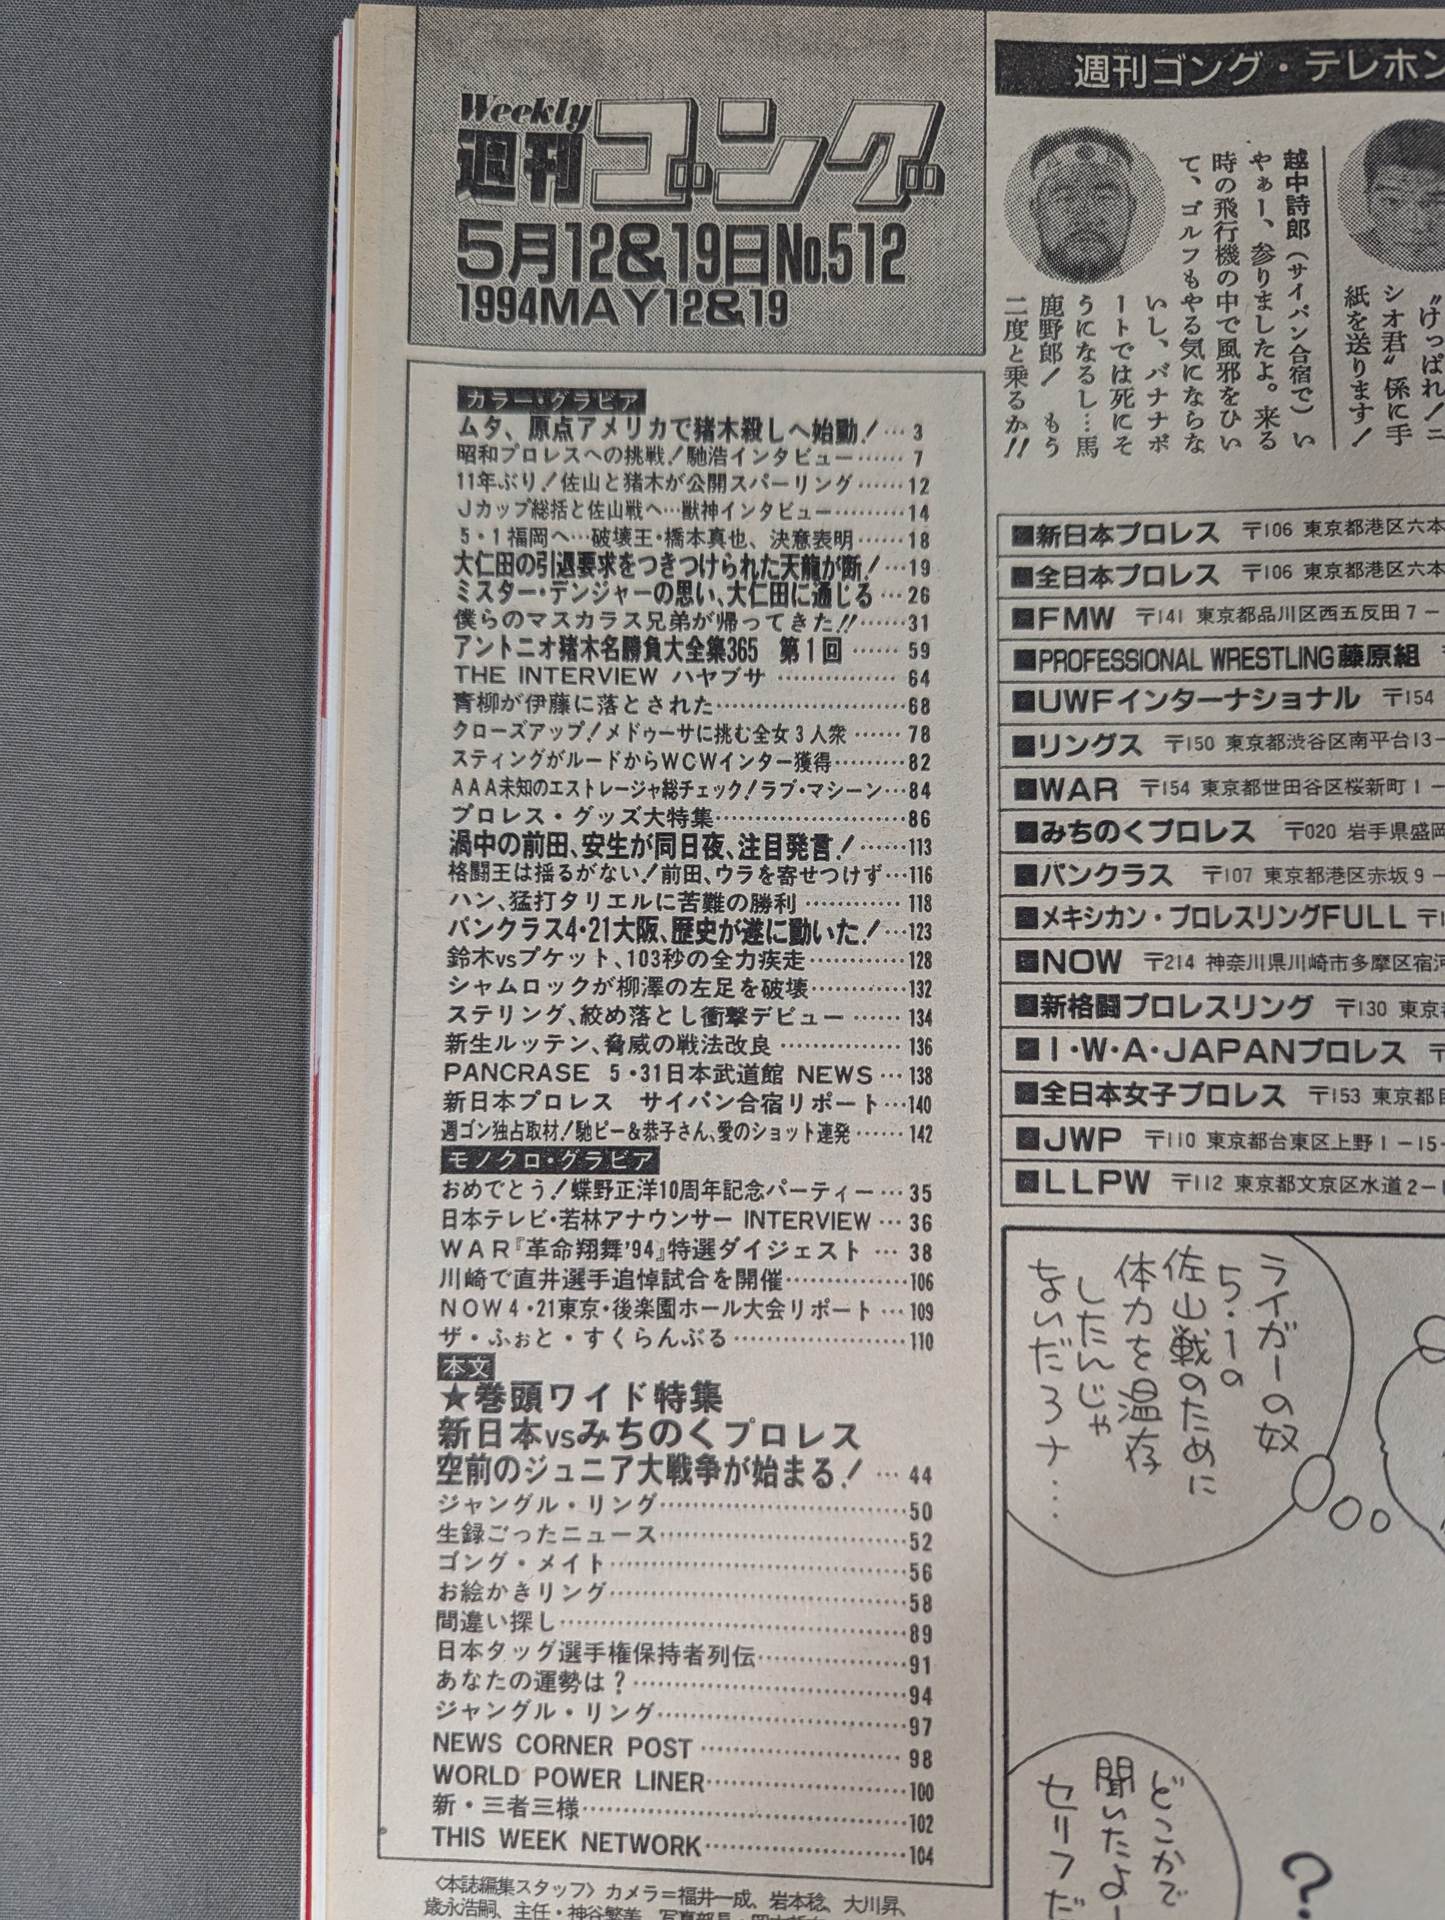 Weekly
週刊ゴング
5月12&19日No.512
1994MAY12&19
カラー・グラビア
ムタ、原点アメリカで猪木殺しへ始動!…3
昭和プロレスへの挑戦!馳浩インタビュー……7
11年ぶり!佐山と猪木が公開スパーリング……12
Jカップ総括と佐山戦へ…獣神インタビュー………14
5・1福岡へ…破壊王・橋本真也、決意表明……18
大仁田の引退要求をつきつけられた天龍が断!…19
ミスター・デンジャーの思い、大仁田に通じる…26
僕らのマスカラス兄弟が帰ってきた!!……31
アントニオ猪木名勝負大全集365 第1回……59
THE INTERVIEW ハヤブサ……………64
青柳が伊藤に落とされた……………………68
クローズアップ!メドゥーサに挑む全女3人衆……78
スティングがルードからWCWインター獲得………82
AAA未知のエストレージャ総チェック!ラブ・マシーン…84
プロレス・グッズ大特集……………………86
渦中の前田、安生が同日夜、注目発言!……113
格闘王は揺るがない!前田、ウラを寄せつけず…116
ハン、猛打タリエルに苦難の勝利…………118
パンクラス4・21大阪、歴史が遂に動いた!…123
鈴木vsプケット、103秒の全力疾走…………128
シャムロックが柳澤の左足を破壊…………132
ステリング、絞め落とし衝撃デビュー……134
新生ルッテン、脅威の戦法改良……………136
PANCRASE 5・31日本武道館 NEWS…138
新日本プロレス サイパン合宿リポート…140
週ゴン独占取材!馳ピー&恭子さん、愛のショット連発……142
モノクロ・グラビア
おめでとう!蝶野正洋10周年記念パーティー…35
日本テレビ・若林アナウンサー INTERVIEW…36
WAR『革命翔舞'94』特選ダイジェスト…38
川崎で直井選手追悼試合を開催……………106
NOW4・21東京・後楽園ホール大会リポート…109
ザ・ふぉと・すくらんぶる…………………110
本文
★巻頭ワイド特集
新日本vsみちのくプロレス
空前のジュニア大戦争が始まる!…44
ジャングル・リング…………………………50
生録ごったニュース…………………………52
ゴング・メイト………………………………56
お絵かきリング………………………………58
間違い探し……………………………………89
日本タッグ選手権保持者列伝………………91
あなたの運勢は?……………………………94
ジャングル・リング…………………………97
NEWS CORNER POST……………………98
WORLD POWER LINER……………………100
新・三者三様…………………………………102
THIS WEEK NETWORK……………………104
〈本誌編集スタッフ〉カメラ=福井一成、岩本稔、大川昇、
歳永浩嗣、主任・神谷繁美
週刊ゴング・テレホン
越中詩郎(サイパン合宿で)い
やぁー、参りましたよ。来る
時の飛行機の中で風邪をひい
て、ゴルフもやる気にならな
いし、バナナボ
ートでは死にそ
うになるし…馬
鹿野郎! もう
二度と乗るか!!
"けっぱれ!ニ
シオ君"係に手
紙を送ります!
■新日本プロレス 〒106 東京都港区六本
■全日本プロレス 〒106 東京都港区六本
■FMW 〒141 東京都品川区西五反田7−
■PROFESSIONAL WRESTLING藤原組
■UWFインターナショナル 〒154
■リングス 〒150 東京都渋谷区南平台13−
■WAR 〒154 東京都世田谷区桜新町1−
■みちのくプロレス 〒020 岩手県盛岡
■パンクラス 〒107 東京都港区赤坂9−
■メキシカン・プロレスリングFULL 〒
■NOW 〒214 神奈川県川崎市多摩区宿河
■新格闘プロレスリング 〒130 東京
■I・W・A・JAPANプロレス 〒
■全日本女子プロレス 〒153 東京都目
■JWP 〒110 東京都台東区上野1−15−
■LLPW 〒112 東京都文京区水道2−
ライガーの奴
5・1の
佐山戦のために
体力を温存
したんじゃ
ないだろナ…
どこかで
聞いたよー
セリフだ
?